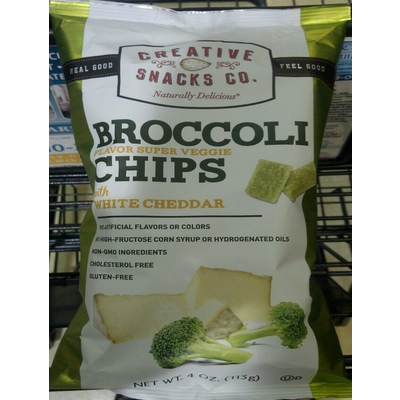 CREATIVE
SNACKS CO.
REAL GOOD
FEEL GOOD
Naturally Delicious®
BROCCOLI
FLAVOR SUPER VEGGIE
CHIPS
with
WHITE CHEDDAR
NO ARTIFICIAL FLAVORS OR COLORS
NO HIGH-FRUCTOSE CORN SYRUP OR HYDROGENATED OILS
NON-GMO INGREDIENTS
CHOLESTEROL FREE
GLUTEN-FREE
NET WT. 4 OZ. (113g)